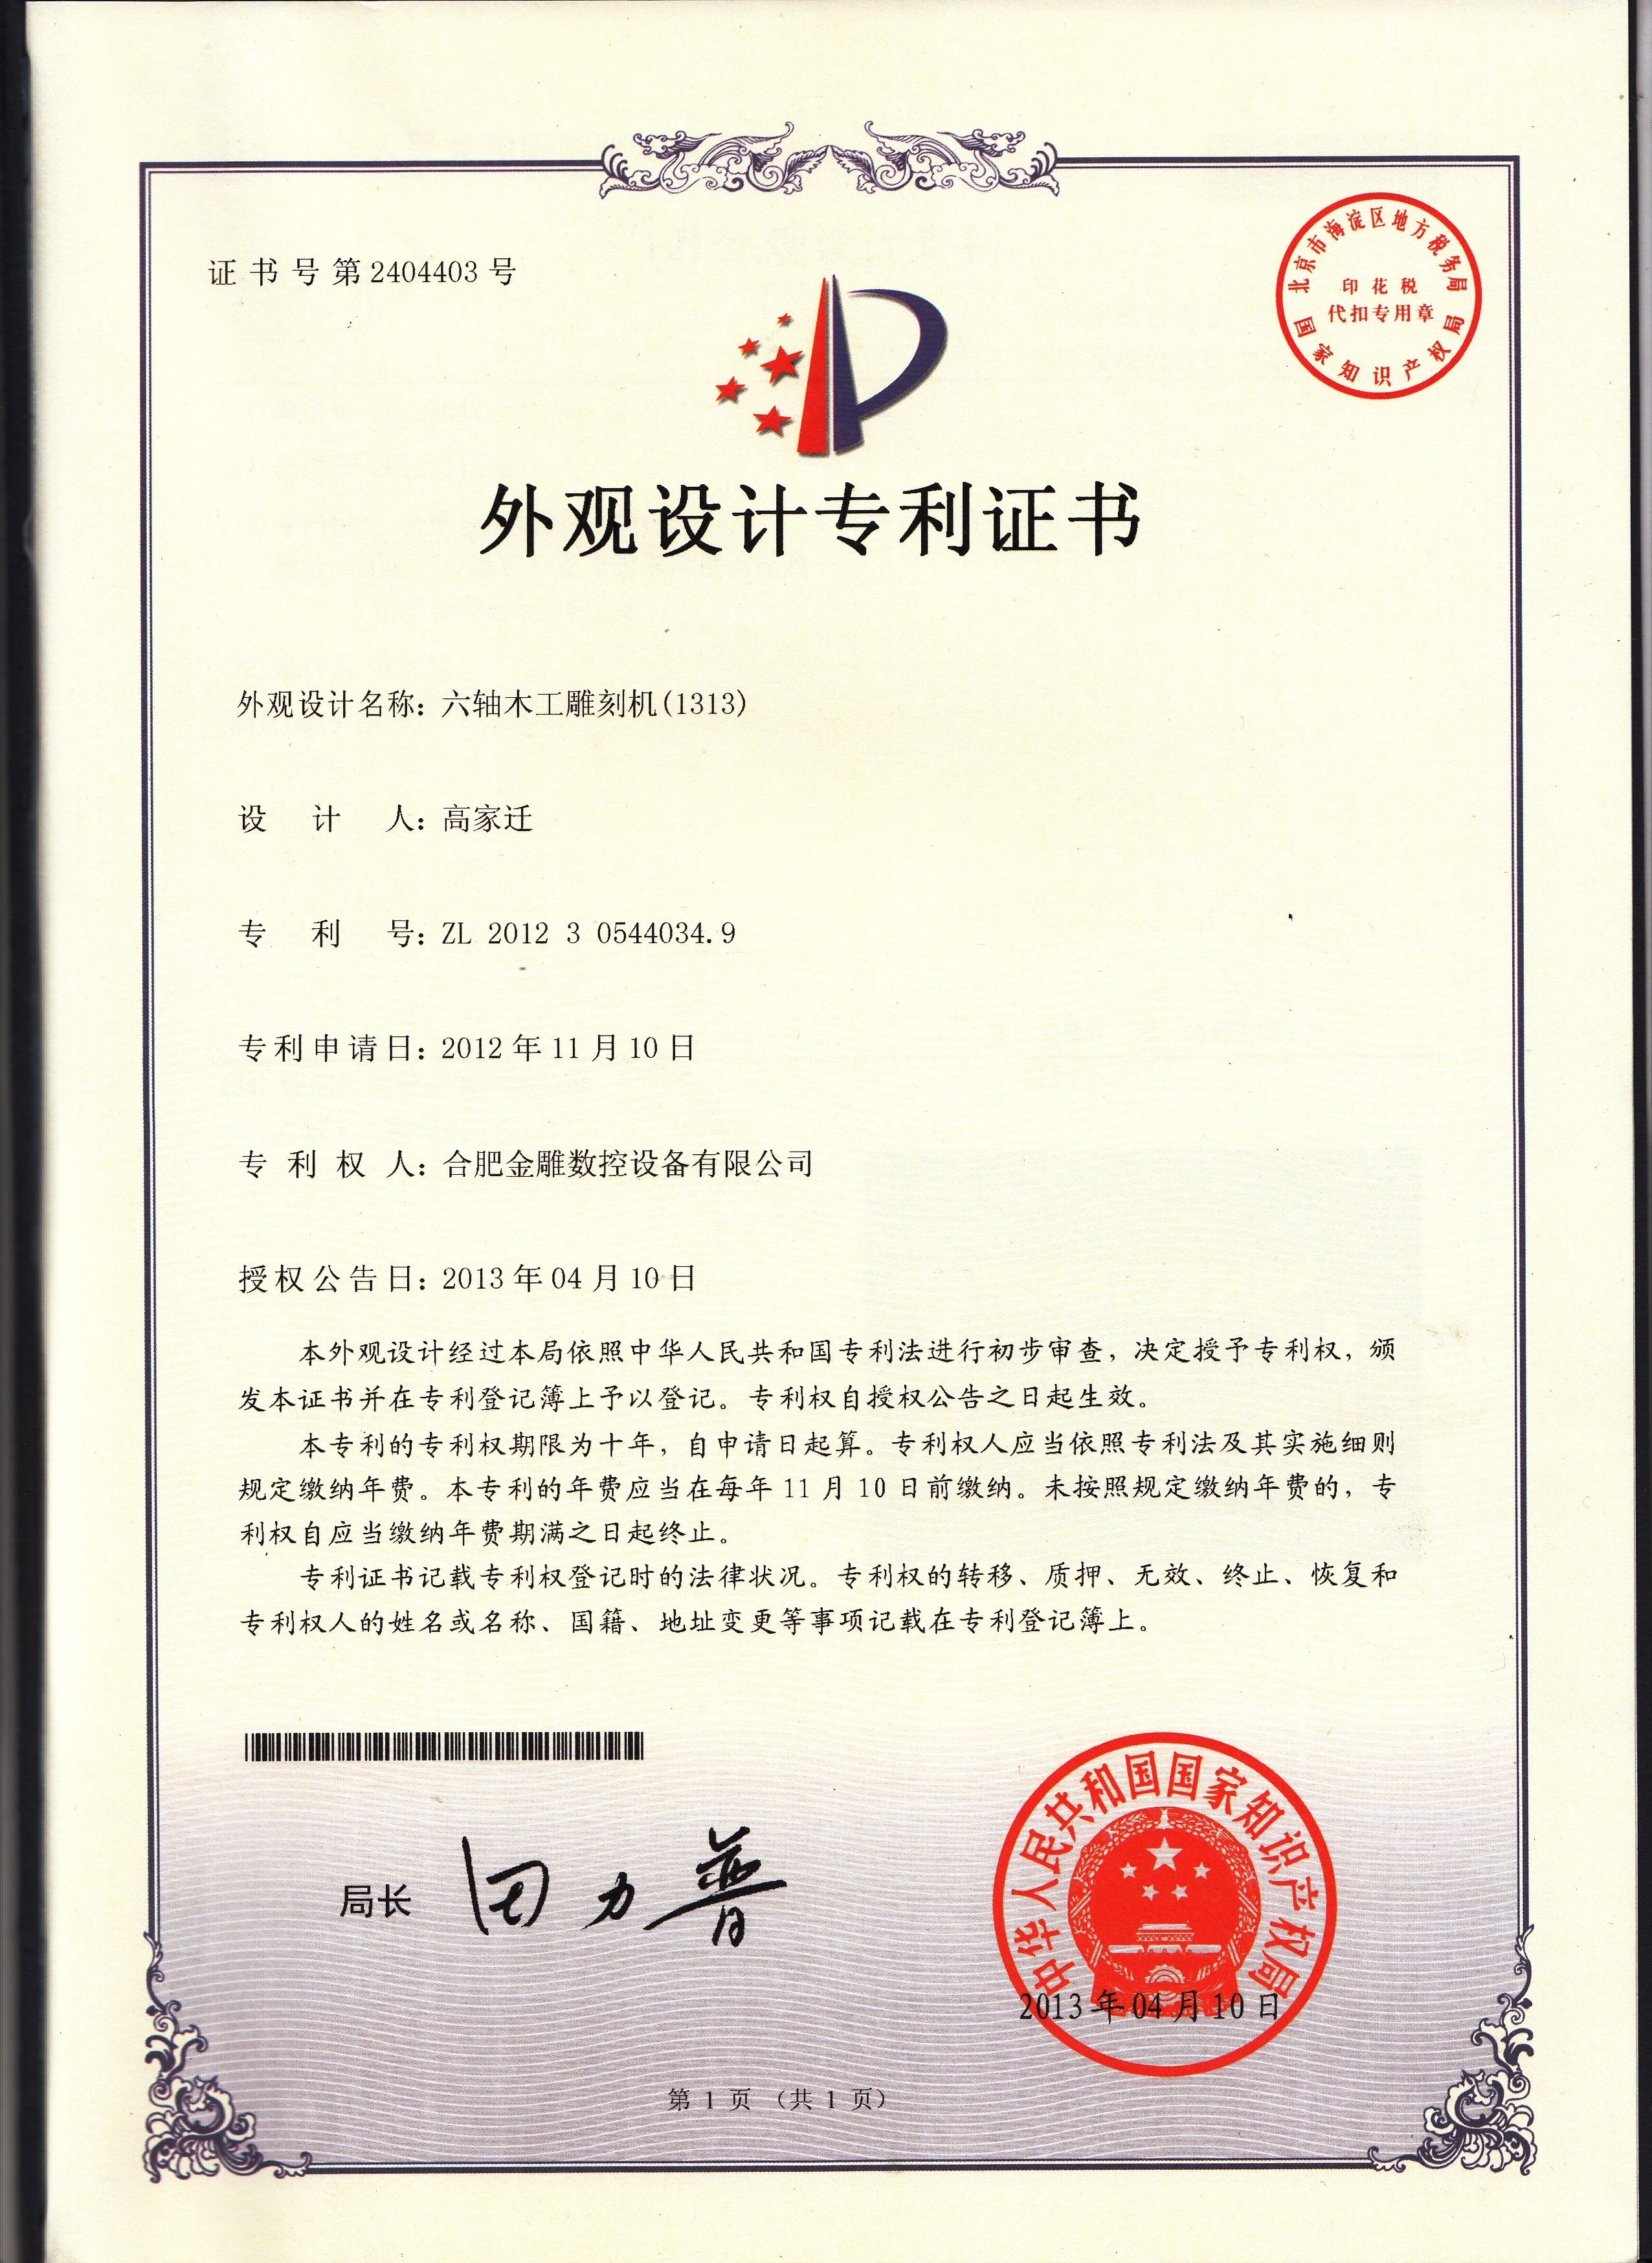 证书号第2404403号
北京市海淀区地方税务局
印花税
代扣专用章
国家知识产权局
外观设计专利证书
外观设计名称：六轴木工雕刻机(1313)
设计人：高家迁
专利号：ZL 2012 3 0544034.9
专利申请日：2012年11月10日
专利权人：合肥金雕数控设备有限公司
授权公告日：2013年04月10日
本外观设计经过本局依照中华人民共和国专利法进行初步审查，决定授予专利权，颁
发本证书并在专利登记簿上予以登记。专利权自授权公告之日起生效。
本专利的专利权期限为十年，自申请日起算。专利权人应当依照专利法及其实施细则
规定缴纳年费。本专利的年费应当在每年11月10日前缴纳。未按照规定缴纳年费的，专
利权自应当缴纳年费期满之日起终止。
专利证书记载专利权登记时的法律状况。专利权的转移、质押、无效、终止、恢复和
专利权人的姓名或名称、国籍、地址变更等事项记载在专利登记簿上。
局长 田力普
中华人民共和国国家知识产权局
2013年04月10日
第1页（共1页）